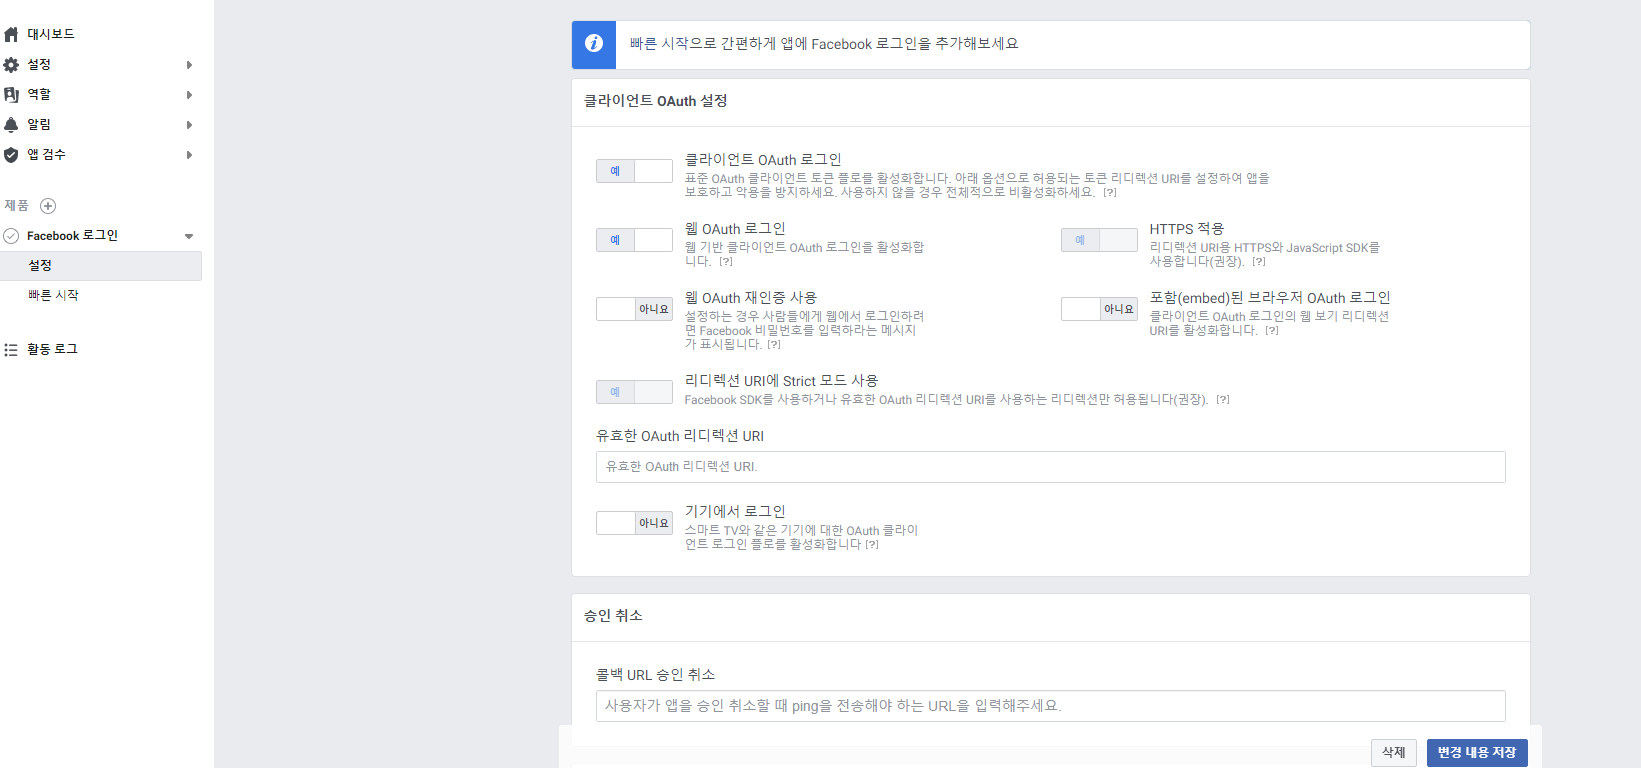 대시보드
설정
역할
알림
앱 검수
제품
Facebook 로그인
설정
빠른 시작
활동 로그
빠른 시작으로 간편하게 앱에 Facebook 로그인을 추가해보세요
클라이언트 OAuth 설정
예
클라이언트 OAuth 로그인
표준 OAuth 클라이언트 토큰 플로를 활성화합니다. 아래 옵션으로 허용되는 토큰 리디렉션 URI를 설정하여 앱을
보호하고 악용을 방지하세요. 사용하지 않을 경우 전체적으로 비활성화하세요. [?]
예
웹 OAuth 로그인
웹 기반 클라이언트 OAuth 로그인을 활성화합
니다. [?]
예
HTTPS 적용
리디렉션 URI용 HTTPS와 JavaScript SDK를
사용합니다(권장). [?]
아니요
웹 OAuth 재인증 사용
설정하는 경우 사람들에게 웹에서 로그인하려
면 Facebook 비밀번호를 입력하라는 메시지
가 표시됩니다. [?]
아니요
포함(embed)된 브라우저 OAuth 로그인
클라이언트 OAuth 로그인의 웹 보기 리디렉션
URI를 활성화합니다. [?]
예
리디렉션 URI에 Strict 모드 사용
Facebook SDK를 사용하거나 유효한 OAuth 리디렉션 URI를 사용하는 리디렉션만 허용됩니다(권장). [?]
유효한 OAuth 리디렉션 URI
유효한 OAuth 리디렉션 URI.
아니요
기기에서 로그인
스마트 TV와 같은 기기에 대한 OAuth 클라이
언트 로그인 플로를 활성화합니다 [?]
승인 취소
콜백 URL 승인 취소
사용자가 앱을 승인 취소할 때 ping을 전송해야 하는 URL을 입력해주세요.
삭제
변경 내용 저장